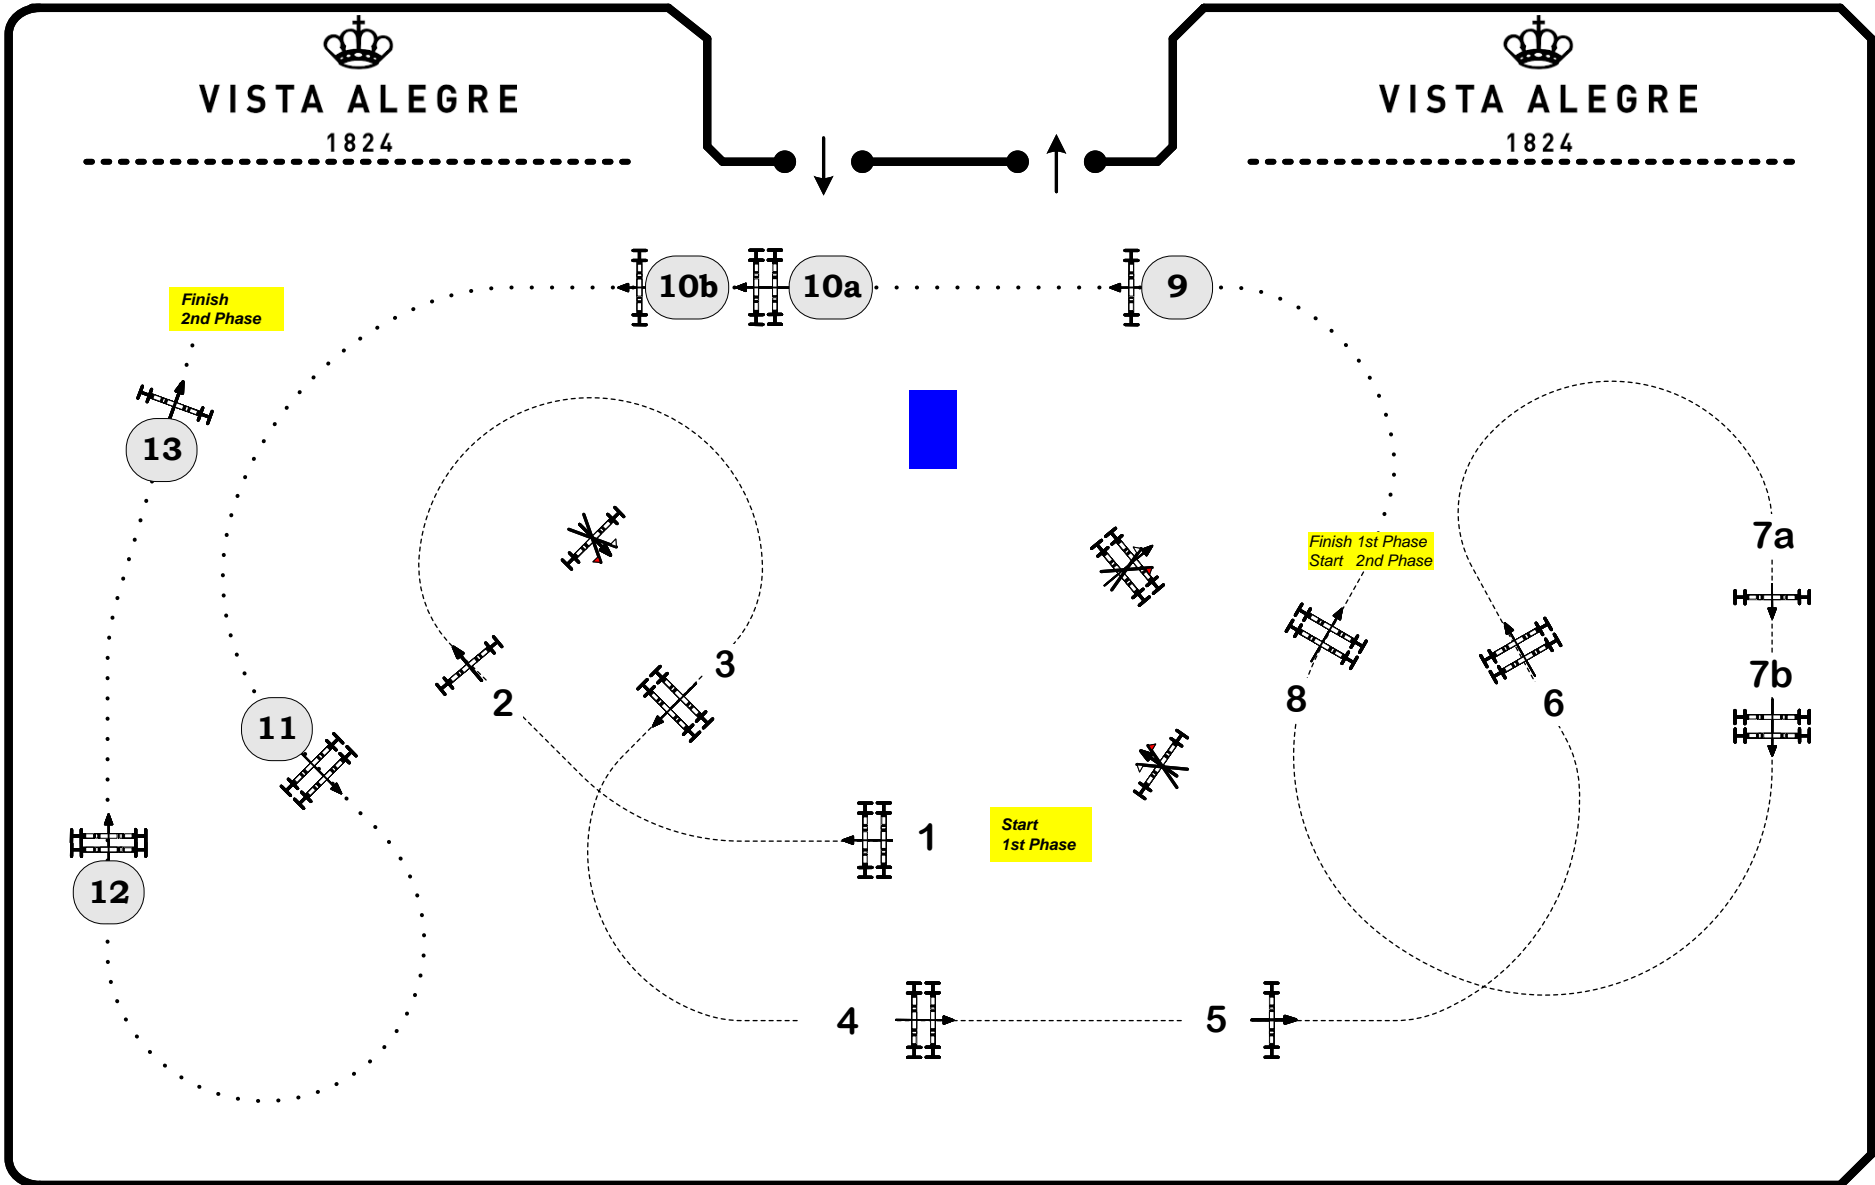 VISTA ALEGRE
1824
VISTA ALEGRE
1824
10b
10a
9
Finish
2nd Phase
13
7a
Finish 1st Phase
Start 2nd Phase
3
7b
2
8
6
11
1
Start
1st Phase
12
4
5